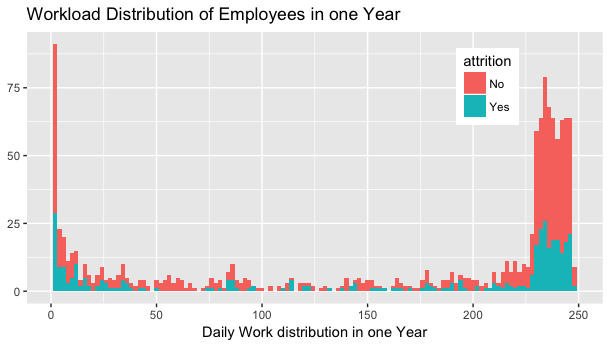 Workload Distribution of Employees in one Year
attrition
No
Yes
75
50
25
0
0 50 100 150 200 250
Daily Work distribution in one Year